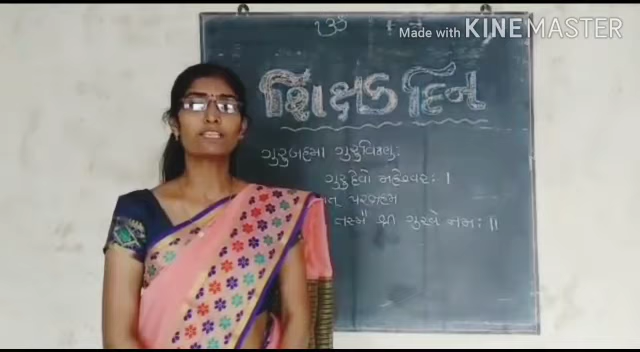 Made with KINEMASTER
શિક્ષક દિન
ગુરુબ્રહ્મા ગુરુવિષ્ણુઃ
ગુરુદેવો મહેશ્વરઃ ।
પરબ્રહ્મ
તસ્મૈ શ્રી ગુરવે નમઃ ॥